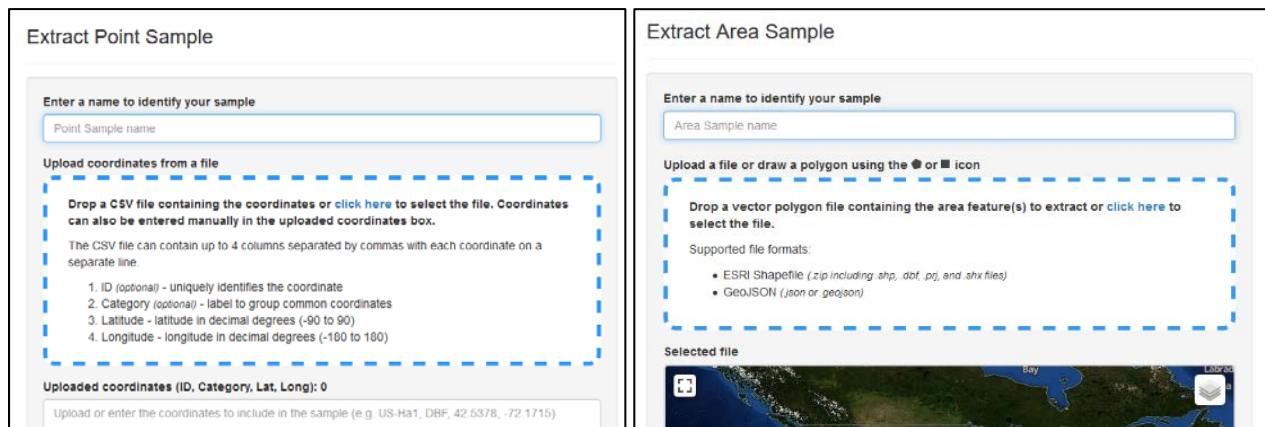 Extract Point Sample
Enter a name to identify your sample
Point Sample name
Upload coordinates from a file
Drop a CSV file containing the coordinates or click here to select the file. Coordinates
can also be entered manually in the uploaded coordinates box.
The CSV file can contain up to 4 columns separated by commas with each coordinate on a
separate line.
1. ID (optional) - uniquely identifies the coordinate
2. Category (optional) - label to group common coordinates
3. Latitude - latitude in decimal degrees (-90 to 90)
4. Longitude - longitude in decimal degrees (-180 to 180)
Uploaded coordinates (ID, Category, Lat, Long): 0
Upload or enter the coordinates to include in the sample (e.g. US-Ha1, DBF, 42.5378, -72.1715)
Extract Area Sample
Enter a name to identify your sample
Area Sample name
Upload a file or draw a polygon using the or icon
Drop a vector polygon file containing the area feature(s) to extract or click here to
select the file.
Supported file formats:
• ESRI Shapefile (.zip including .shp, .dbf, .prj, and .shx files)
• GeoJSON (.json or .geojson)
Selected file
Bay
Labrad